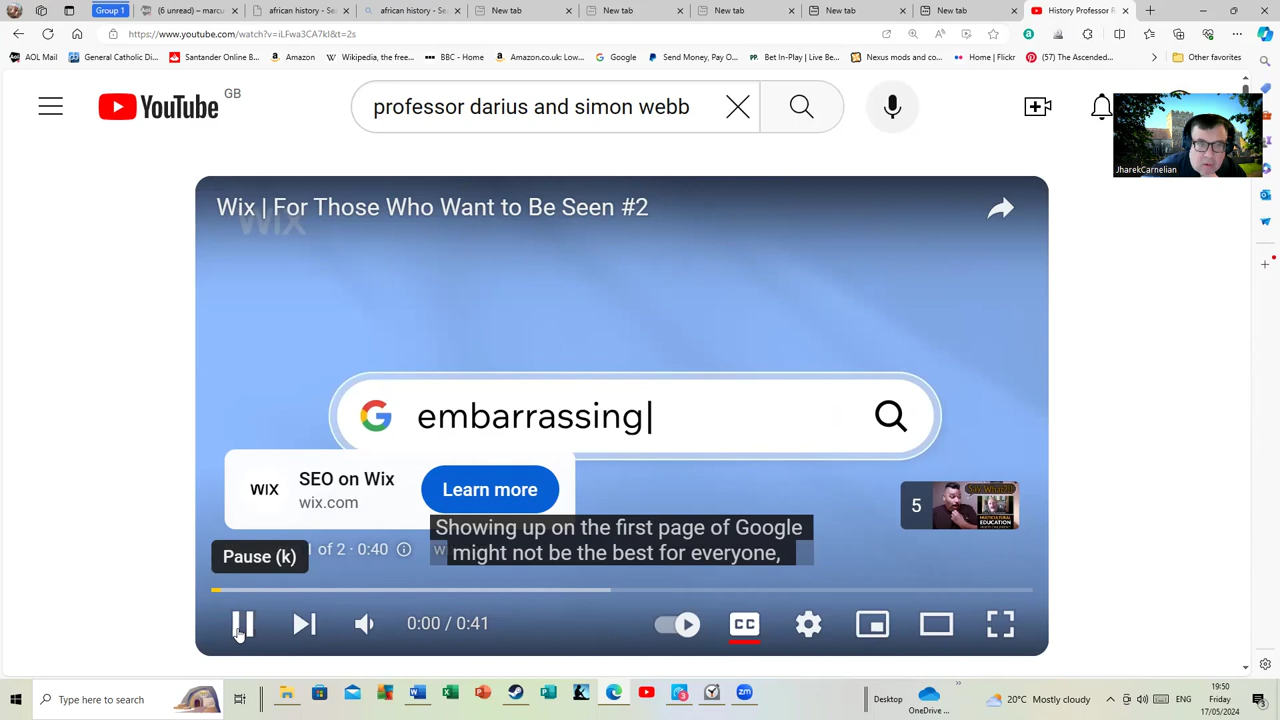 Group 1
(6 unread) - marcu
african history - Se
african history - Se
New tab
New tab
New tab
New tab
New tab
History Professor R
https://www.youtube.com/watch?v=iLFwa3CA7kI&t=2s
AOL Mail
General Catholic Di...
Santander Online B...
Amazon
Wikipedia, the free...
BBC - Home
Amazon.co.uk: Low...
Google
Send Money, Pay O...
Bet In-Play | Live Be...
Nexus mods and co...
Home | Flickr
(57) The Ascended...
Other favorites
YouTube
GB
professor darius and simon webb
JharekCarnelian
Wix | For Those Who Want to Be Seen #2
WIX
G embarrassing
WIX
SEO on Wix
wix.com
Learn more
5
Say What?!
MULTICULTURAL
EDUCATION
Showing up on the first page of Google
might not be the best for everyone,
of 2 · 0:40
Pause (k)
0:00 / 0:41
CC
Type here to search
Desktop
OneDrive ...
20°C Mostly cloudy
ENG
19:50
Friday
17/05/2024
3